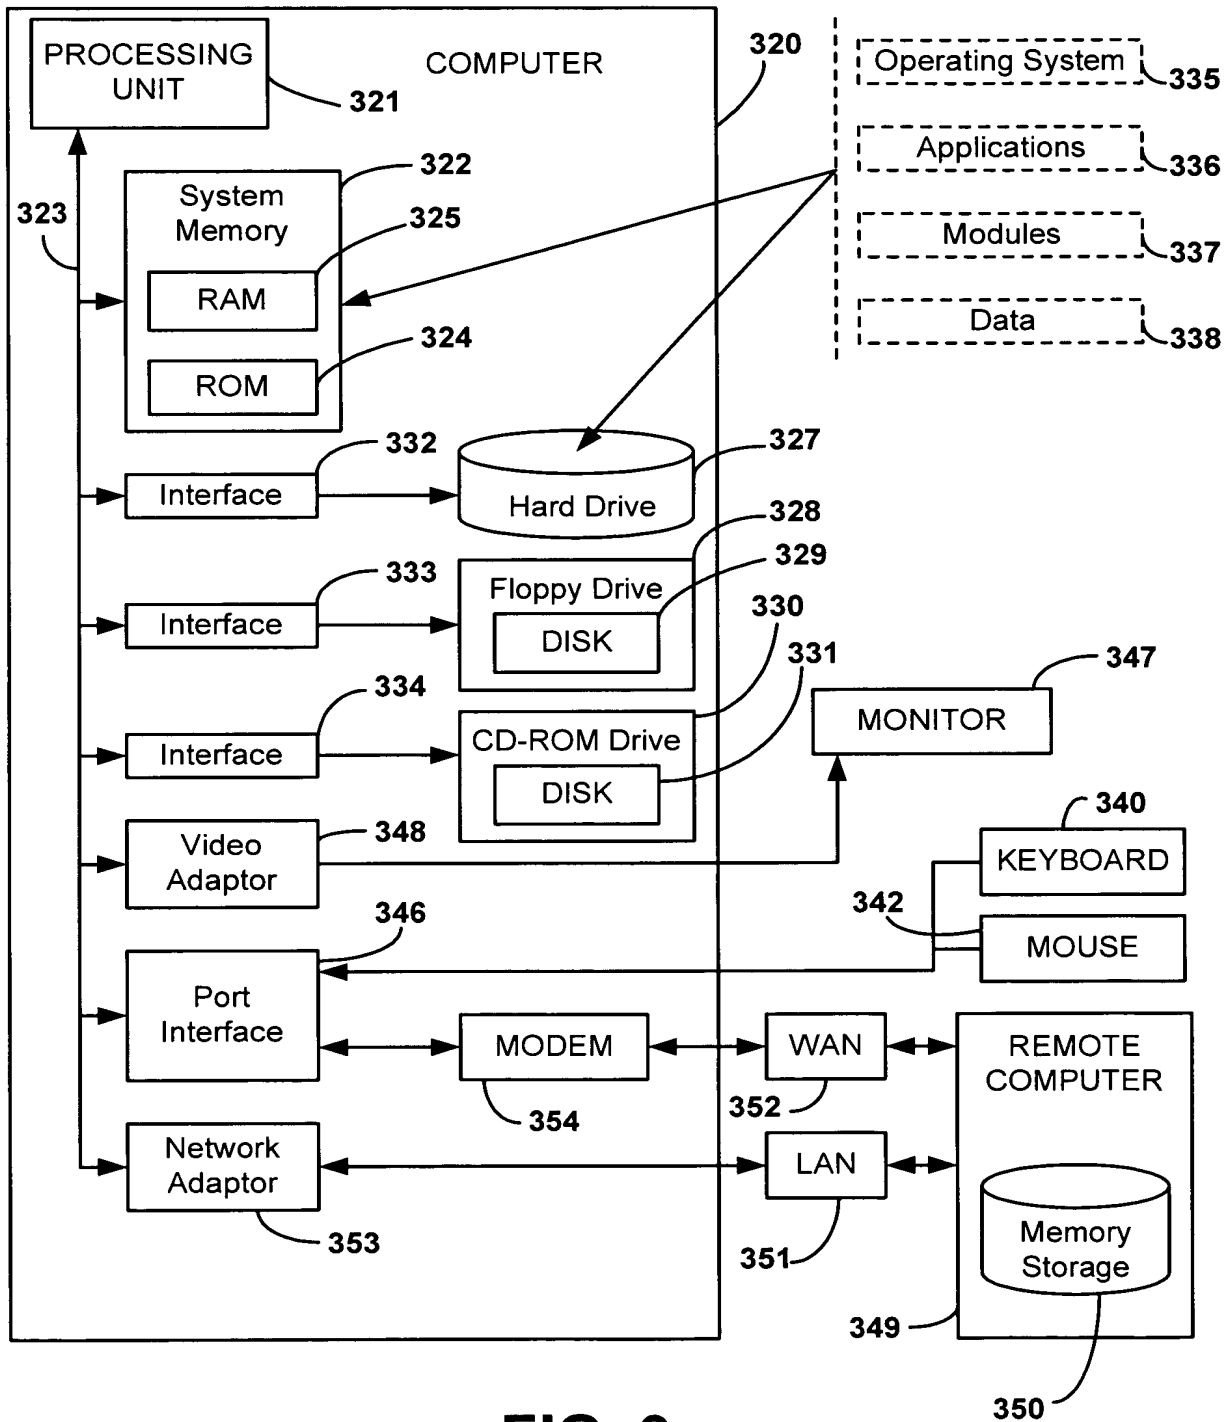 PROCESSING
UNIT
321
COMPUTER
320
Operating System
335
Applications
336
Modules
337
Data
338
322
323
System
Memory
325
RAM
324
ROM
332
Interface
327
Hard Drive
328
329
333
Interface
Floppy Drive
DISK
330
331
334
Interface
CD-ROM Drive
DISK
347
MONITOR
348
Video
Adaptor
340
KEYBOARD
342
MOUSE
346
Port
Interface
MODEM
354
WAN
352
REMOTE
COMPUTER
Network
Adaptor
353
LAN
351
Memory
Storage
349
350